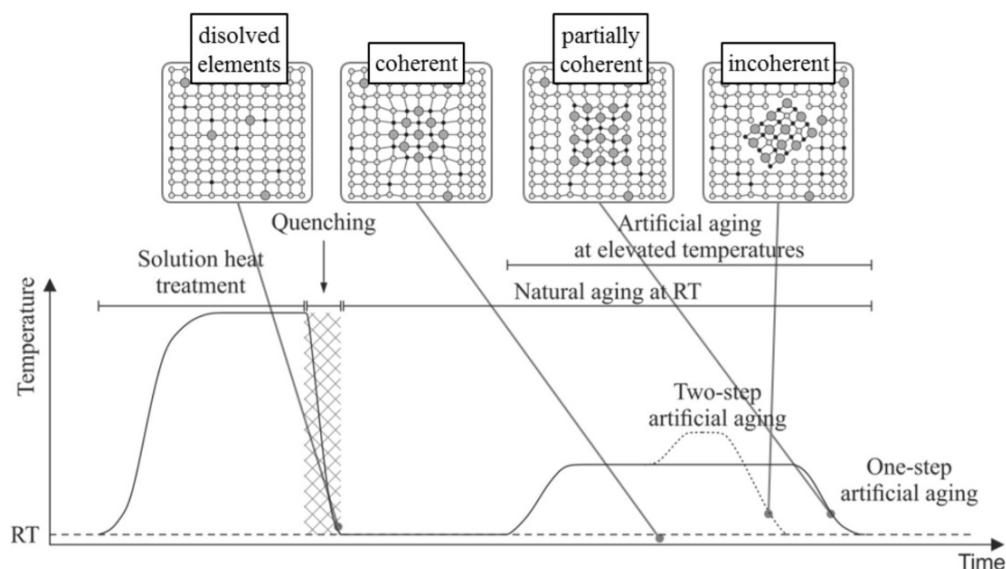 disolved
elements
coherent
partially
coherent
incoherent
Quenching
Artificial aging
at elevated temperatures
Solution heat
treatment
Natural aging at RT
Temperature
Two-step
artificial aging
One-step
artificial aging
RT
Time